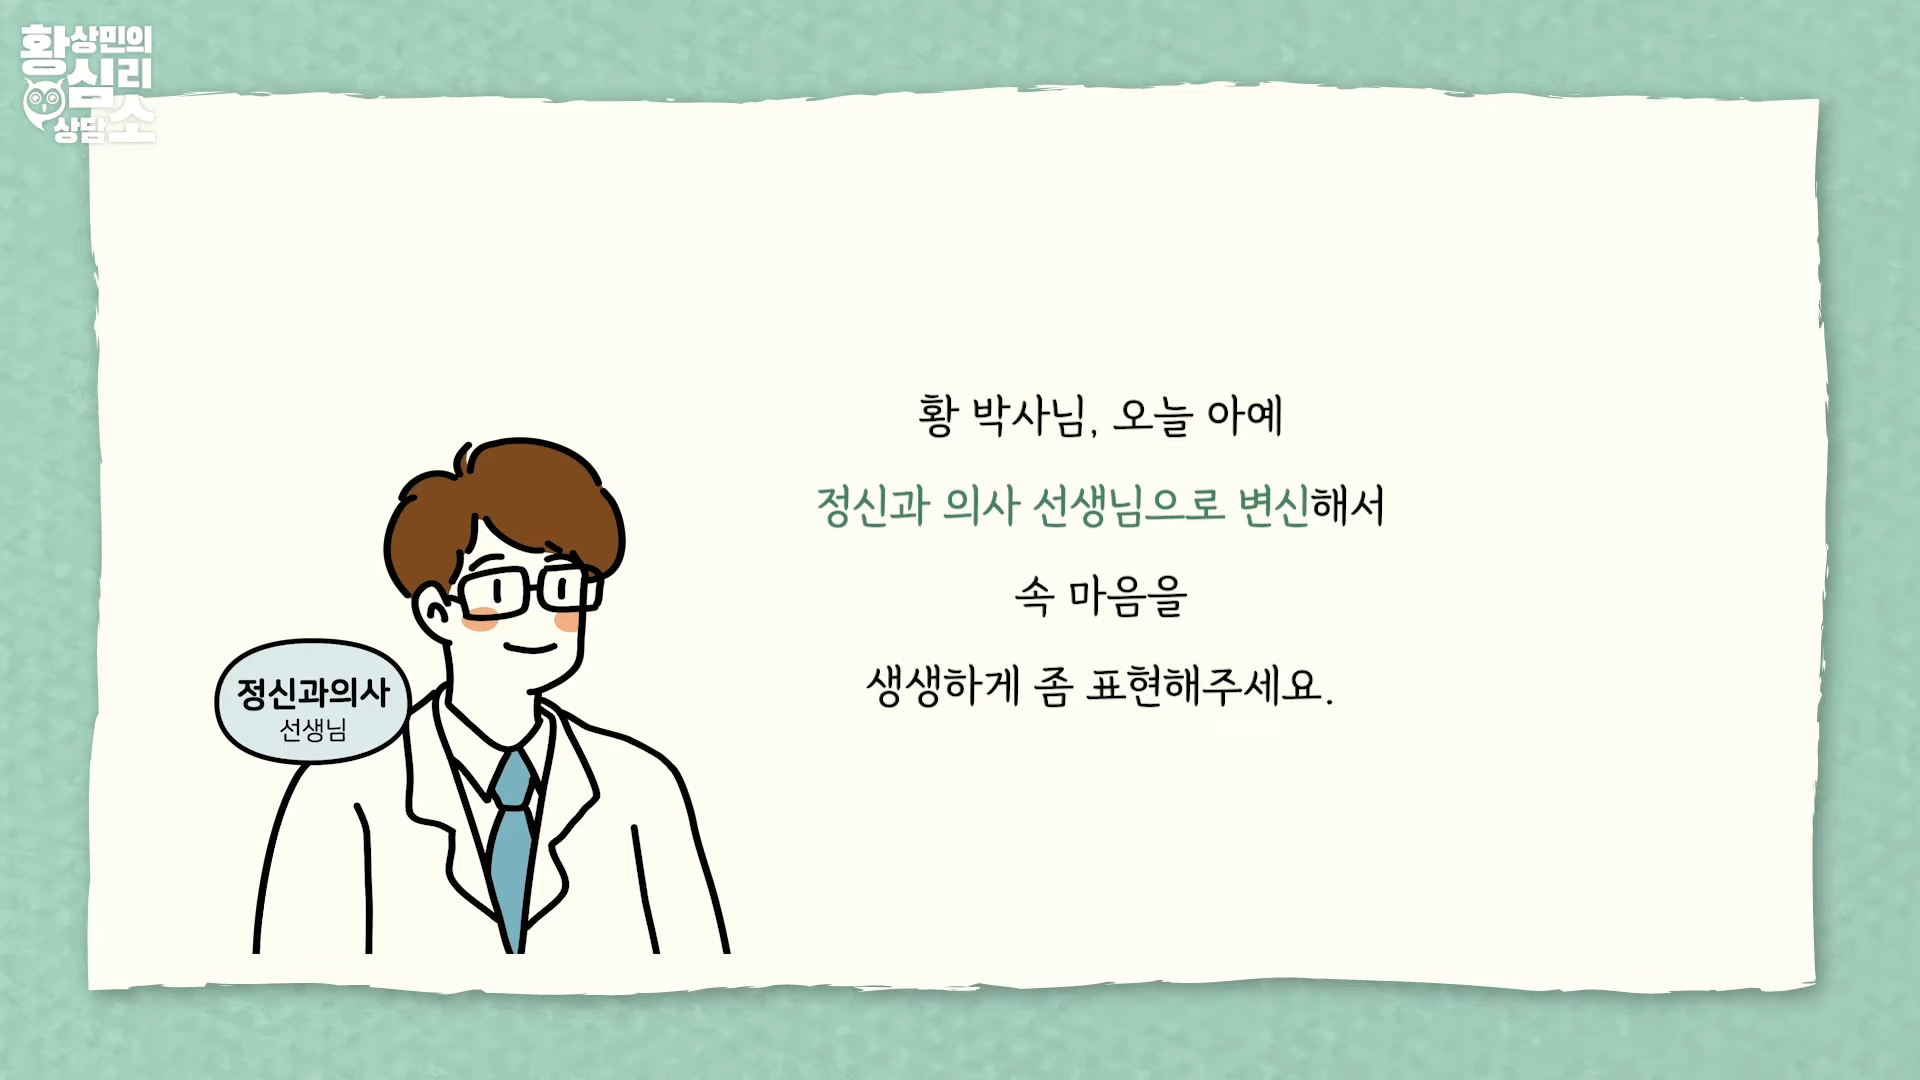 황상민의
심리
상담소
황 박사님, 오늘 아예
정신과 의사 선생님으로 변신해서
속 마음을
생생하게 좀 표현해주세요.
정신과의사
선생님